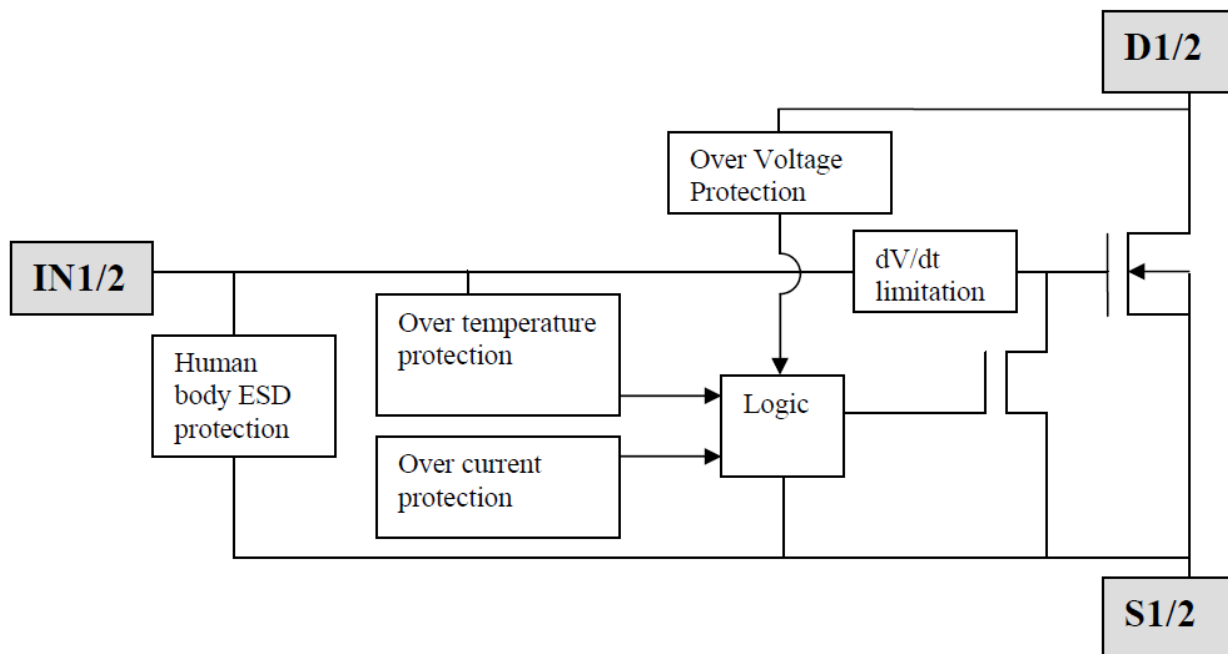 D1/2
Over Voltage
Protection
IN1/2
dV/dt
limitation
Over temperature
protection
Human
body ESD
protection
Logic
Over current
protection
S1/2